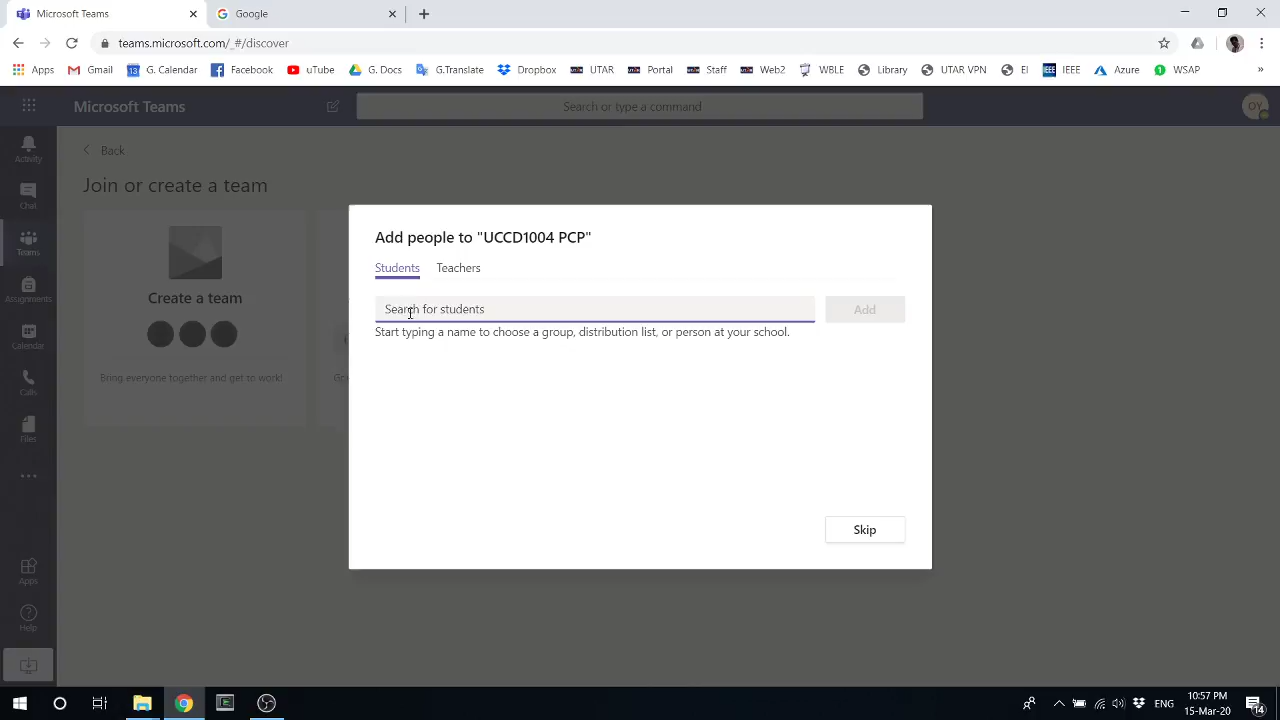 Microsoft Teams
Google
teams.microsoft.com/_#/discover
Apps
Gmail
G. Calendar
Facebook
uTube
G. Docs
G.Translate
Dropbox
UTAR
Portal
Staff
Web2
WBLE
Library
UTAR VPN
EI
IEEE
Azure
WSAP
Microsoft Teams
Search or type a command
OY
Activity
Chat
Teams
Assignments
Calendar
Calls
Files
Apps
Help
Back
Join or create a team
Create a team
Bring everyone together and get to work!
Add people to "UCCD1004 PCP"
Students
Teachers
Search for students
Add
Start typing a name to choose a group, distribution list, or person at your school.
Skip
ENG
10:57 PM
15-Mar-20
4